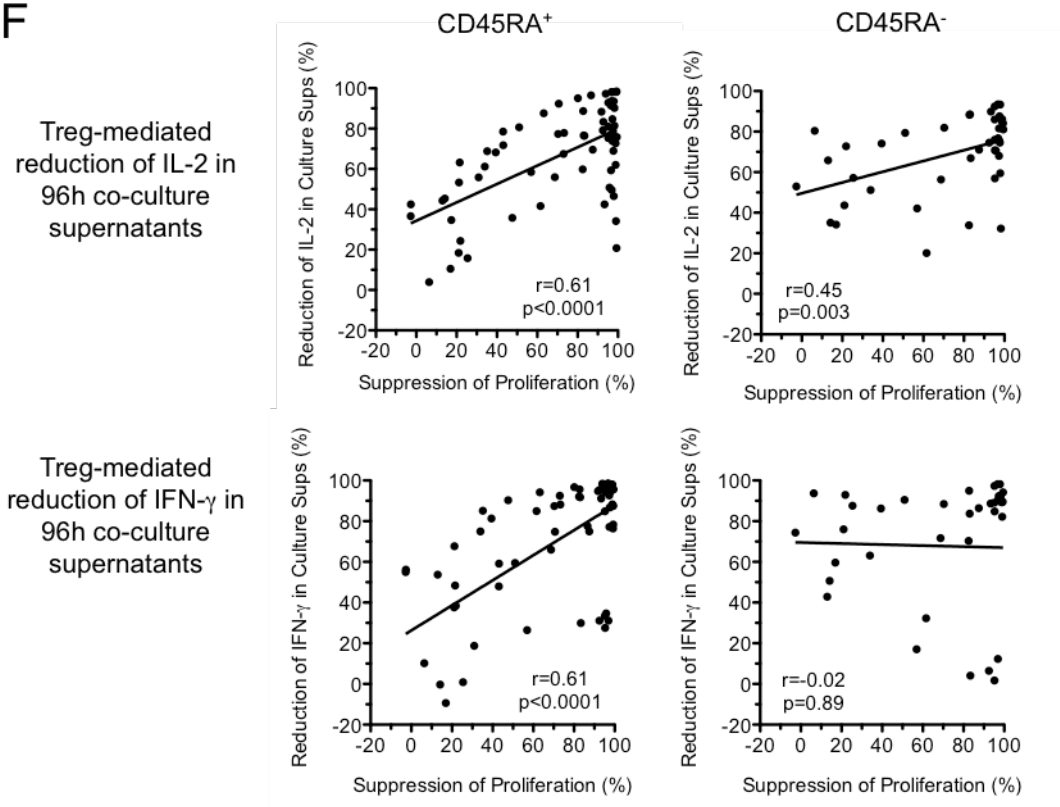 F
CD45RA+
CD45RA-
Treg-mediated
reduction of IL-2 in
96h co-culture
supernatants
Reduction of IL-2 in Culture Sups (%)
100
80
60
40
20
0
-20
r=0.61
p<0.0001
-20 0 20 40 60 80 100
Suppression of Proliferation (%)
Reduction of IL-2 in Culture Sups (%)
100
80
60
40
20
0
-20
r=0.45
p=0.003
-20 0 20 40 60 80 100
Suppression of Proliferation (%)
Treg-mediated
reduction of IFN-γ in
96h co-culture
supernatants
Reduction of IFN-γ in Culture Sups (%)
100
80
60
40
20
0
-20
r=0.61
p<0.0001
-20 0 20 40 60 80 100
Suppression of Proliferation (%)
Reduction of IFN-γ in Culture Sups (%)
100
80
60
40
20
0
-20
r=-0.02
p=0.89
-20 0 20 40 60 80 100
Suppression of Proliferation (%)